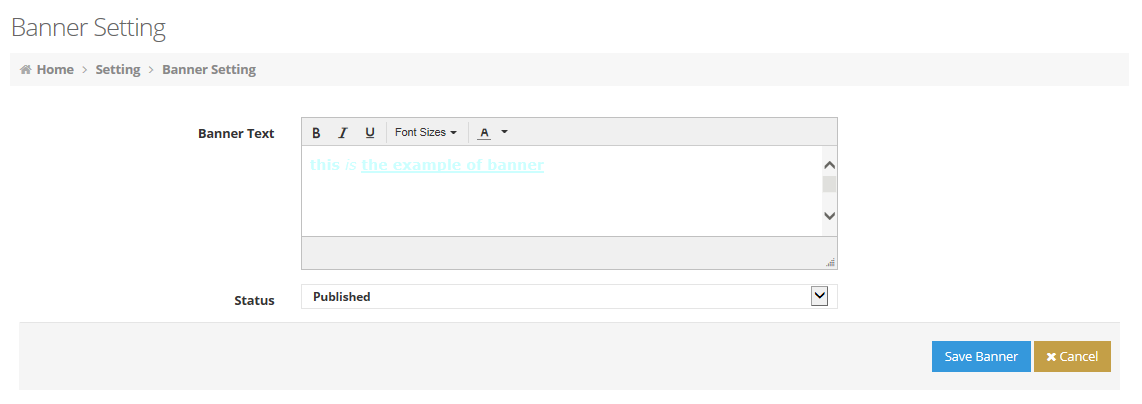 Banner Setting
Home > Setting > Banner Setting
Banner Text
B I U Font Sizes A
this is the example of banner
Status Published
Save Banner Cancel